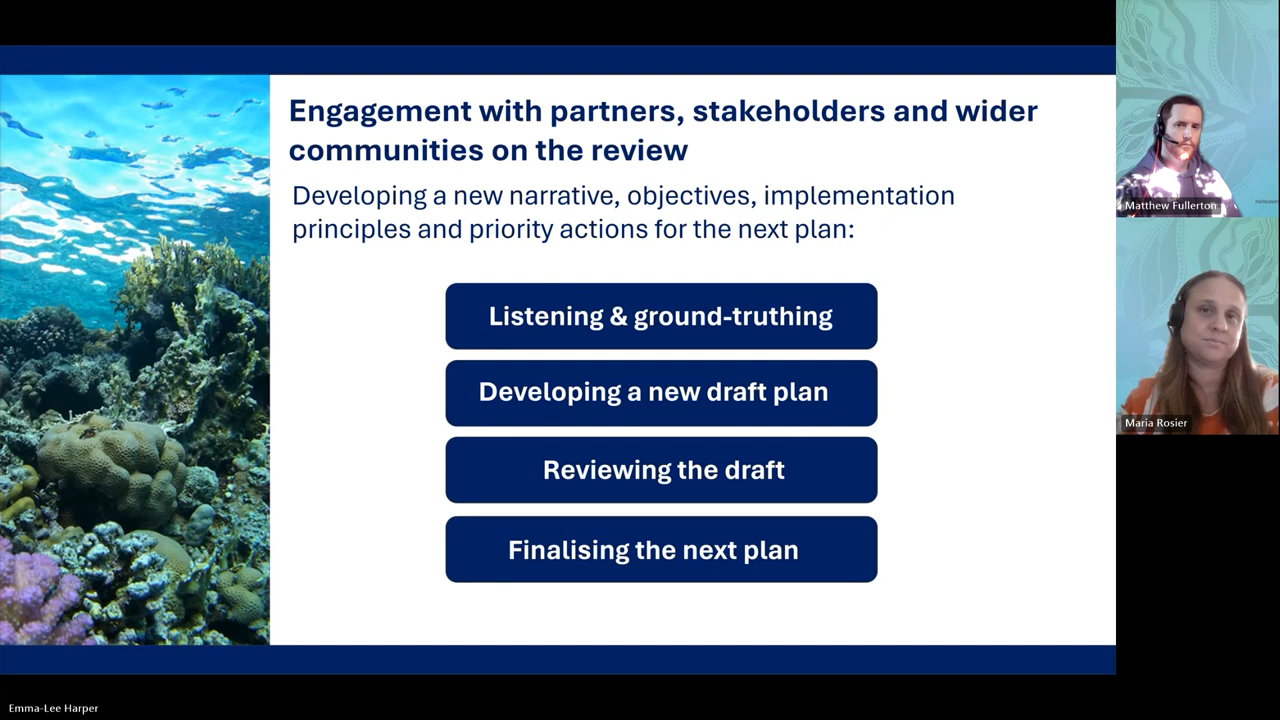 Engagement with partners, stakeholders and wider
communities on the review
Developing a new narrative, objectives, implementation
principles and priority actions for the next plan:
Listening & ground-truthing
Developing a new draft plan
Reviewing the draft
Finalising the next plan
Matthew Fullerton
Maria Rosier
Emma-Lee Harper